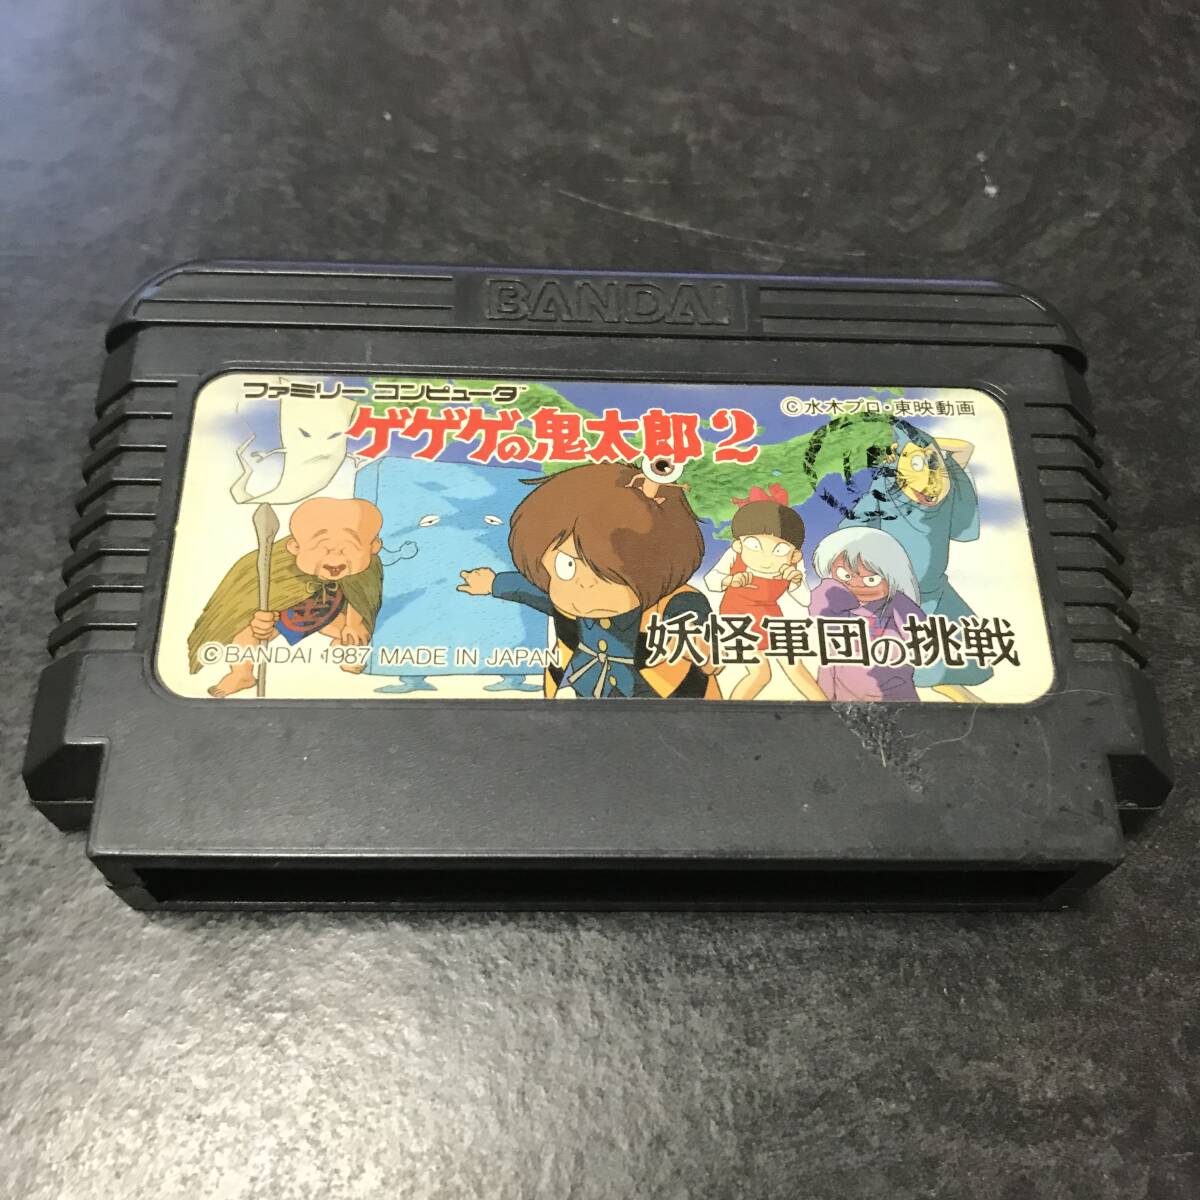 BANDAI
ファミリー コンピュータ™
©水木プロ・東映動画
ゲゲゲの鬼太郎2
妖怪軍団の挑戦
©BANDAI 1987 MADE IN JAPAN